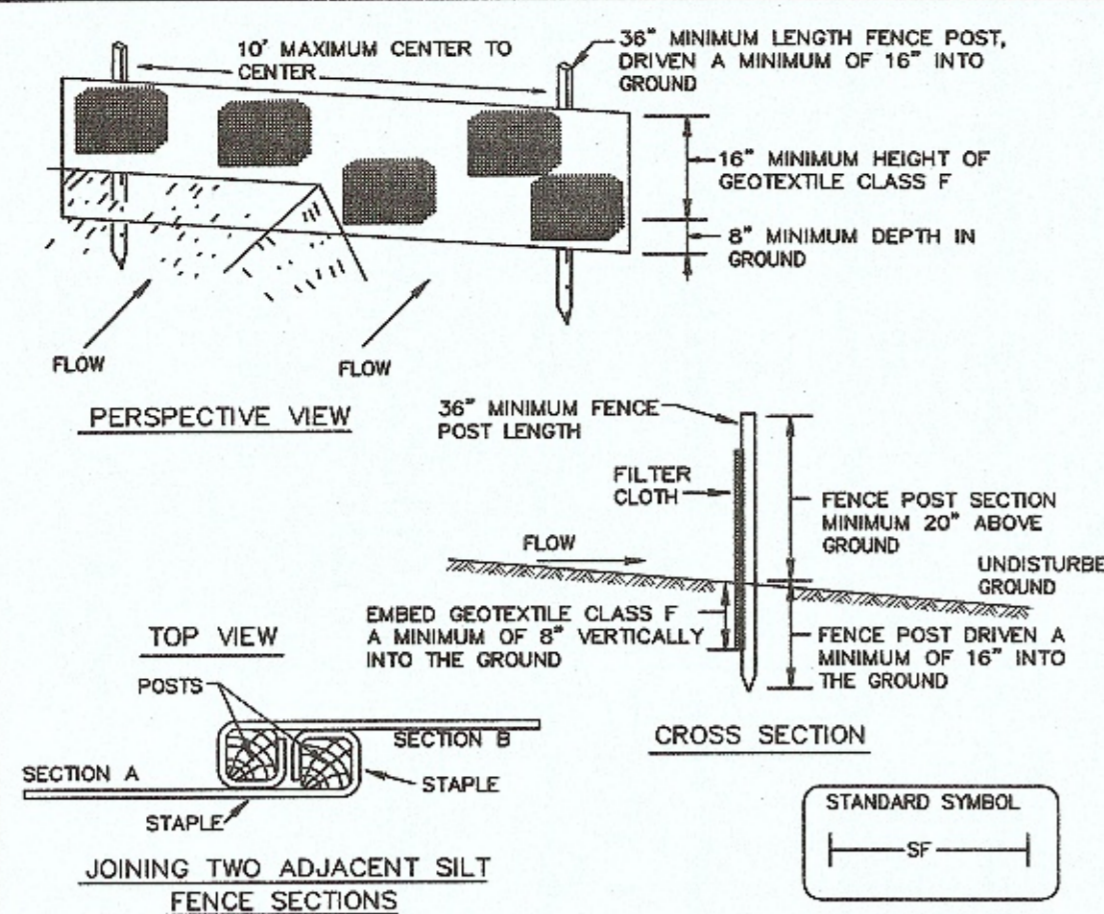 10' MAXIMUM CENTER TO
CENTER
36" MINIMUM LENGTH FENCE POST,
DRIVEN A MINIMUM OF 16" INTO
GROUND
16" MINIMUM HEIGHT OF
GEOTEXTILE CLASS F
8" MINIMUM DEPTH IN
GROUND
FLOW
FLOW
PERSPECTIVE VIEW
36" MINIMUM FENCE
POST LENGTH
FILTER
CLOTH
FENCE POST SECTION
MINIMUM 20" ABOVE
GROUND
FLOW
UNDISTURBE
GROUND
EMBED GEOTEXTILE CLASS F
A MINIMUM OF 8" VERTICALLY
INTO THE GROUND
FENCE POST DRIVEN A
MINIMUM OF 16" INTO
THE GROUND
CROSS SECTION
TOP VIEW
POSTS
SECTION B
SECTION A
STAPLE
STAPLE
JOINING TWO ADJACENT SILT
FENCE SECTIONS
STANDARD SYMBOL
SF